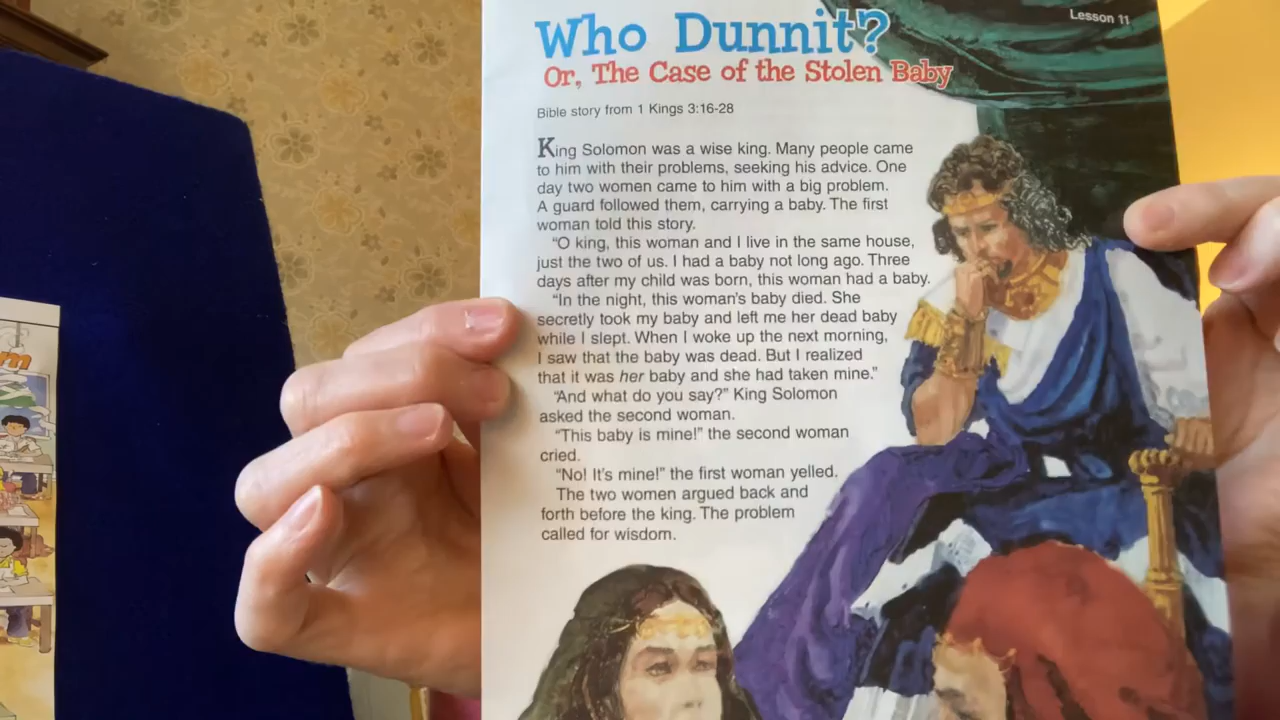 Lesson 11
Who Dunnit?
Or, The Case of the Stolen Baby
Bible story from 1 Kings 3:16-28
King Solomon was a wise king. Many people came
to him with their problems, seeking his advice. One
day two women came to him with a big problem.
A guard followed them, carrying a baby. The first
woman told this story.
“O king, this woman and I live in the same house,
just the two of us. I had a baby not long ago. Three
days after my child was born, this woman had a baby.
“In the night, this woman’s baby died. She
secretly took my baby and left me her dead baby
while I slept. When I woke up the next morning,
I saw that the baby was dead. But I realized
that it was her baby and she had taken mine.”
“And what do you say?” King Solomon
asked the second woman.
“This baby is mine!” the second woman
cried.
“No! It’s mine!” the first woman yelled.
The two women argued back and
forth before the king. The problem
called for wisdom.